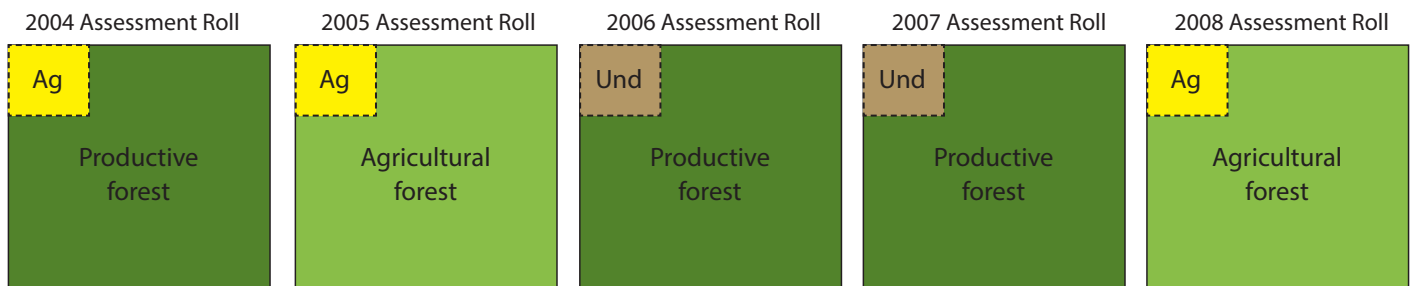 2004 Assessment Roll
Ag
Productive
forest
2005 Assessment Roll
Ag
Agricultural
forest
2006 Assessment Roll
Und
Productive
forest
2007 Assessment Roll
Und
Productive
forest
2008 Assessment Roll
Ag
Agricultural
forest